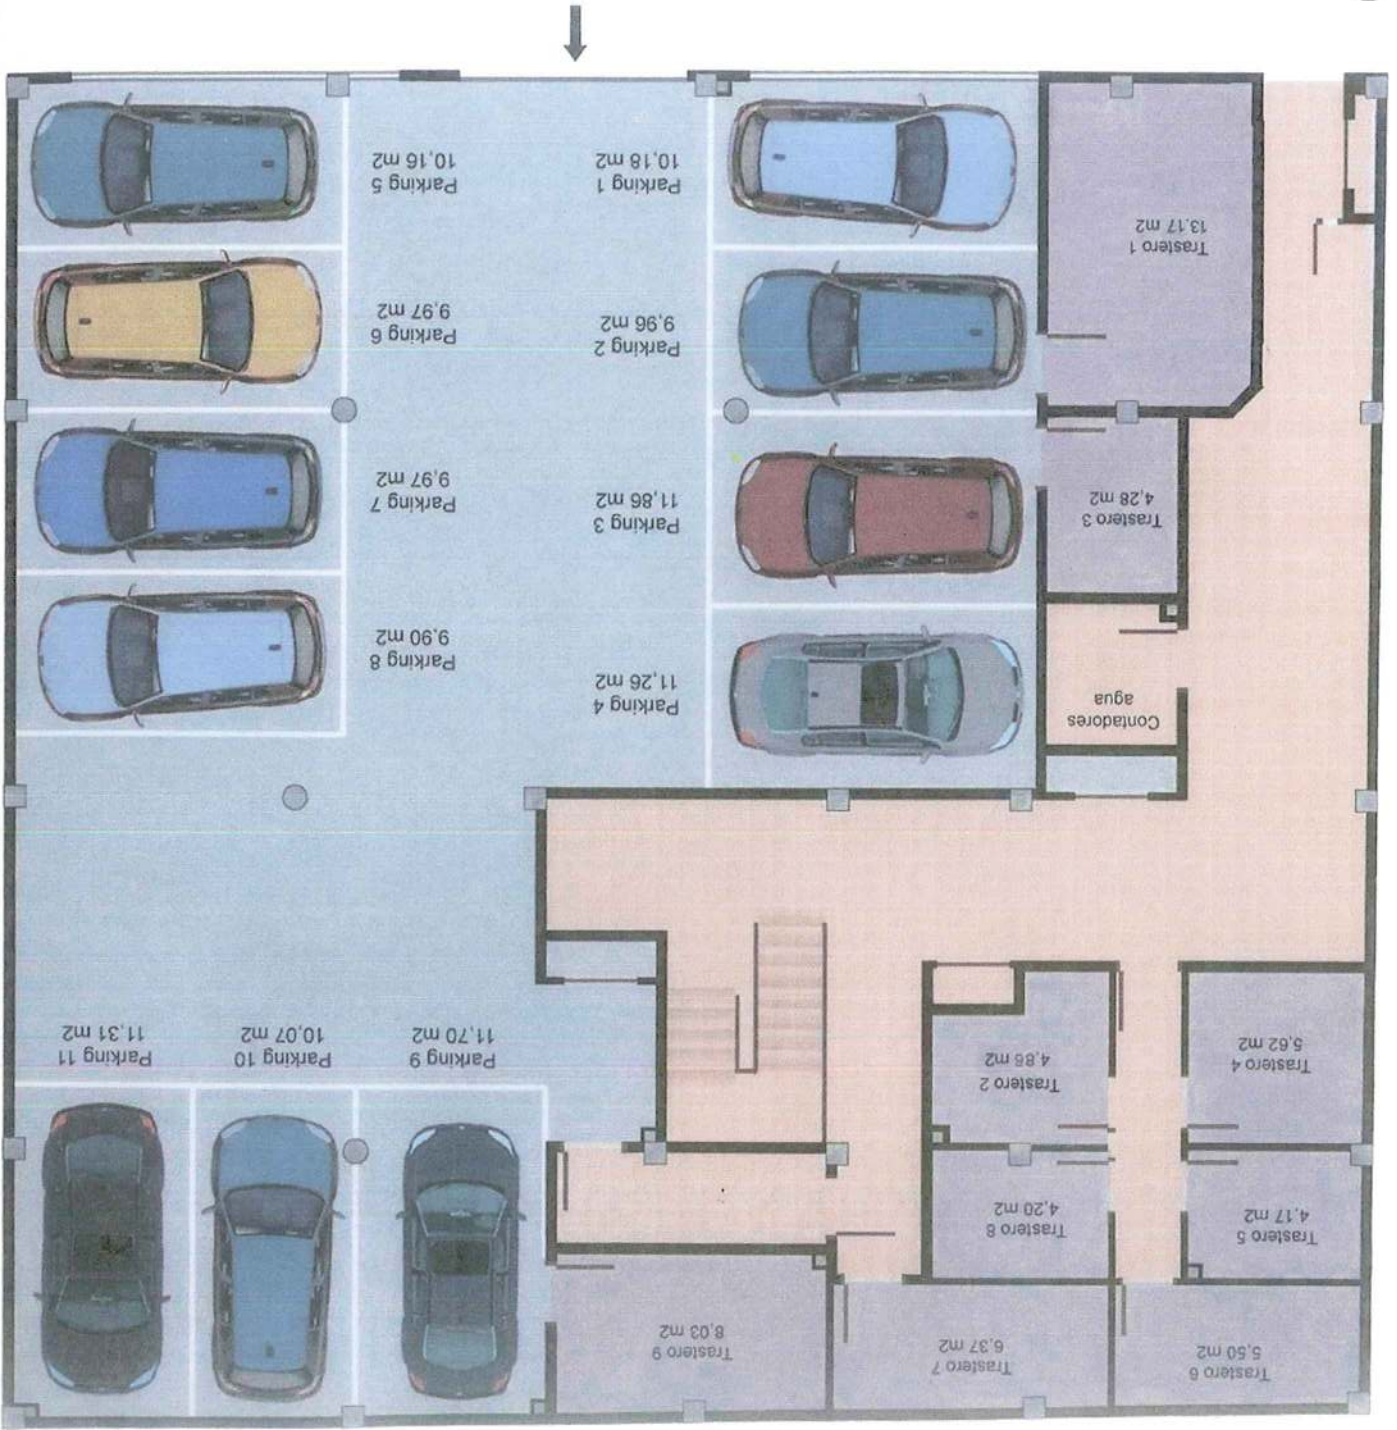 Trastero 6
5,50 m2
Trastero 7
6,37 m2
Trastero 9
8,03 m2
Trastero 5
4,17 m2
Trastero 8
4,20 m2
Trastero 4
5,62 m2
Trastero 2
4,86 m2
Parking 9
11,70 m2
Parking 10
10,07 m2
Parking 11
11,31 m2
Contadores
agua
Parking 4
11,26 m2
Parking 8
9,90 m2
Trastero 3
4,28 m2
Parking 3
11,86 m2
Parking 7
9,97 m2
Parking 2
9,96 m2
Parking 6
9,97 m2
Trastero 1
13.17 m2
Parking 1
10,18 m2
Parking 5
10,16 m2